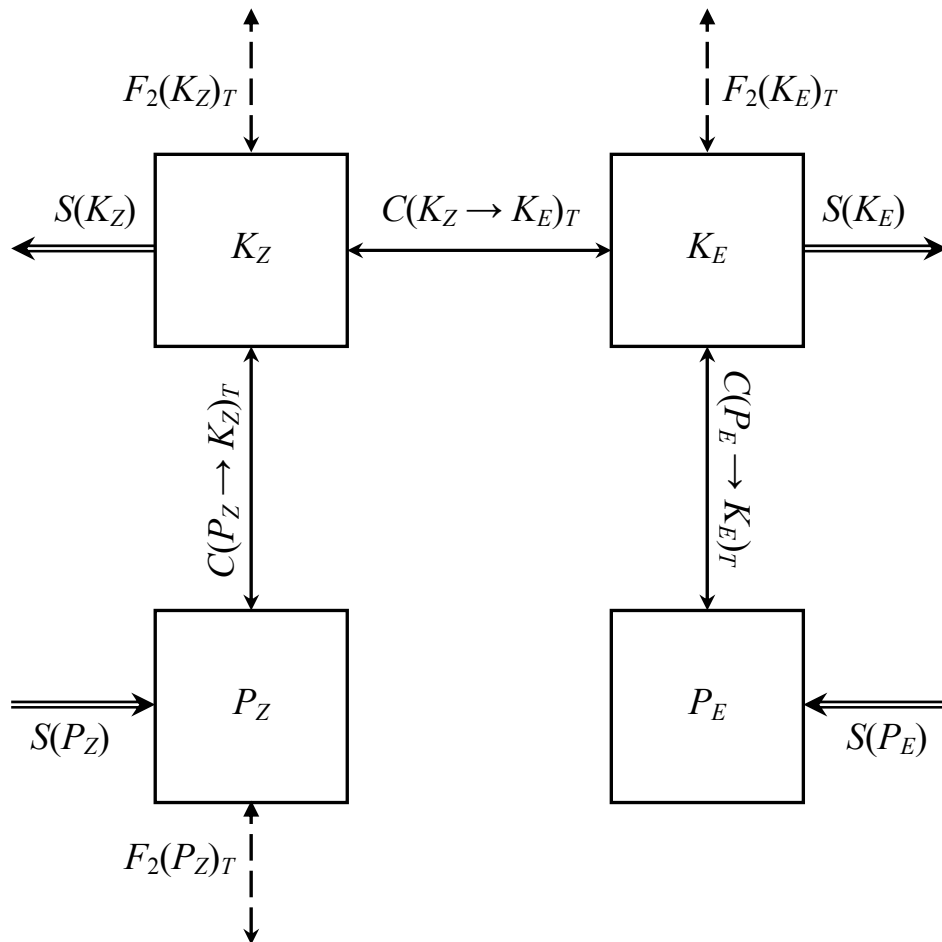 F₂(K_Z)_T
F₂(K_E)_T
S(K_Z)
C(K_Z → K_E)_T
S(K_E)
K_Z
K_E
C(P_Z → K_Z)_T
C(P_E → K_E)_T
P_Z
P_E
S(P_Z)
S(P_E)
F₂(P_Z)_T